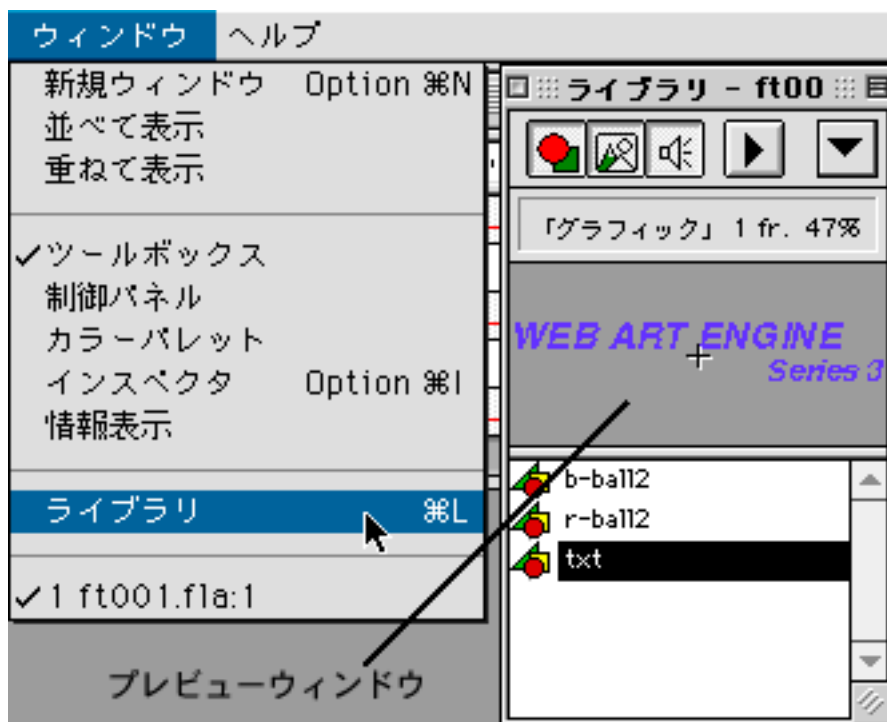 ウィンドウ ヘルプ
新規ウィンドウ Option ⌘N
並べて表示
重ねて表示
✓ツールボックス
制御パネル
カラーパレット
インスペクタ Option ⌘I
情報表示
ライブラリ ⌘L
✓1 ft001.fla:1
プレビューウィンドウ
ライブラリ - ft00
「グラフィック」 1 fr. 47%
WEB ART ENGINE
Series 3
b-ball2
r-ball2
txt